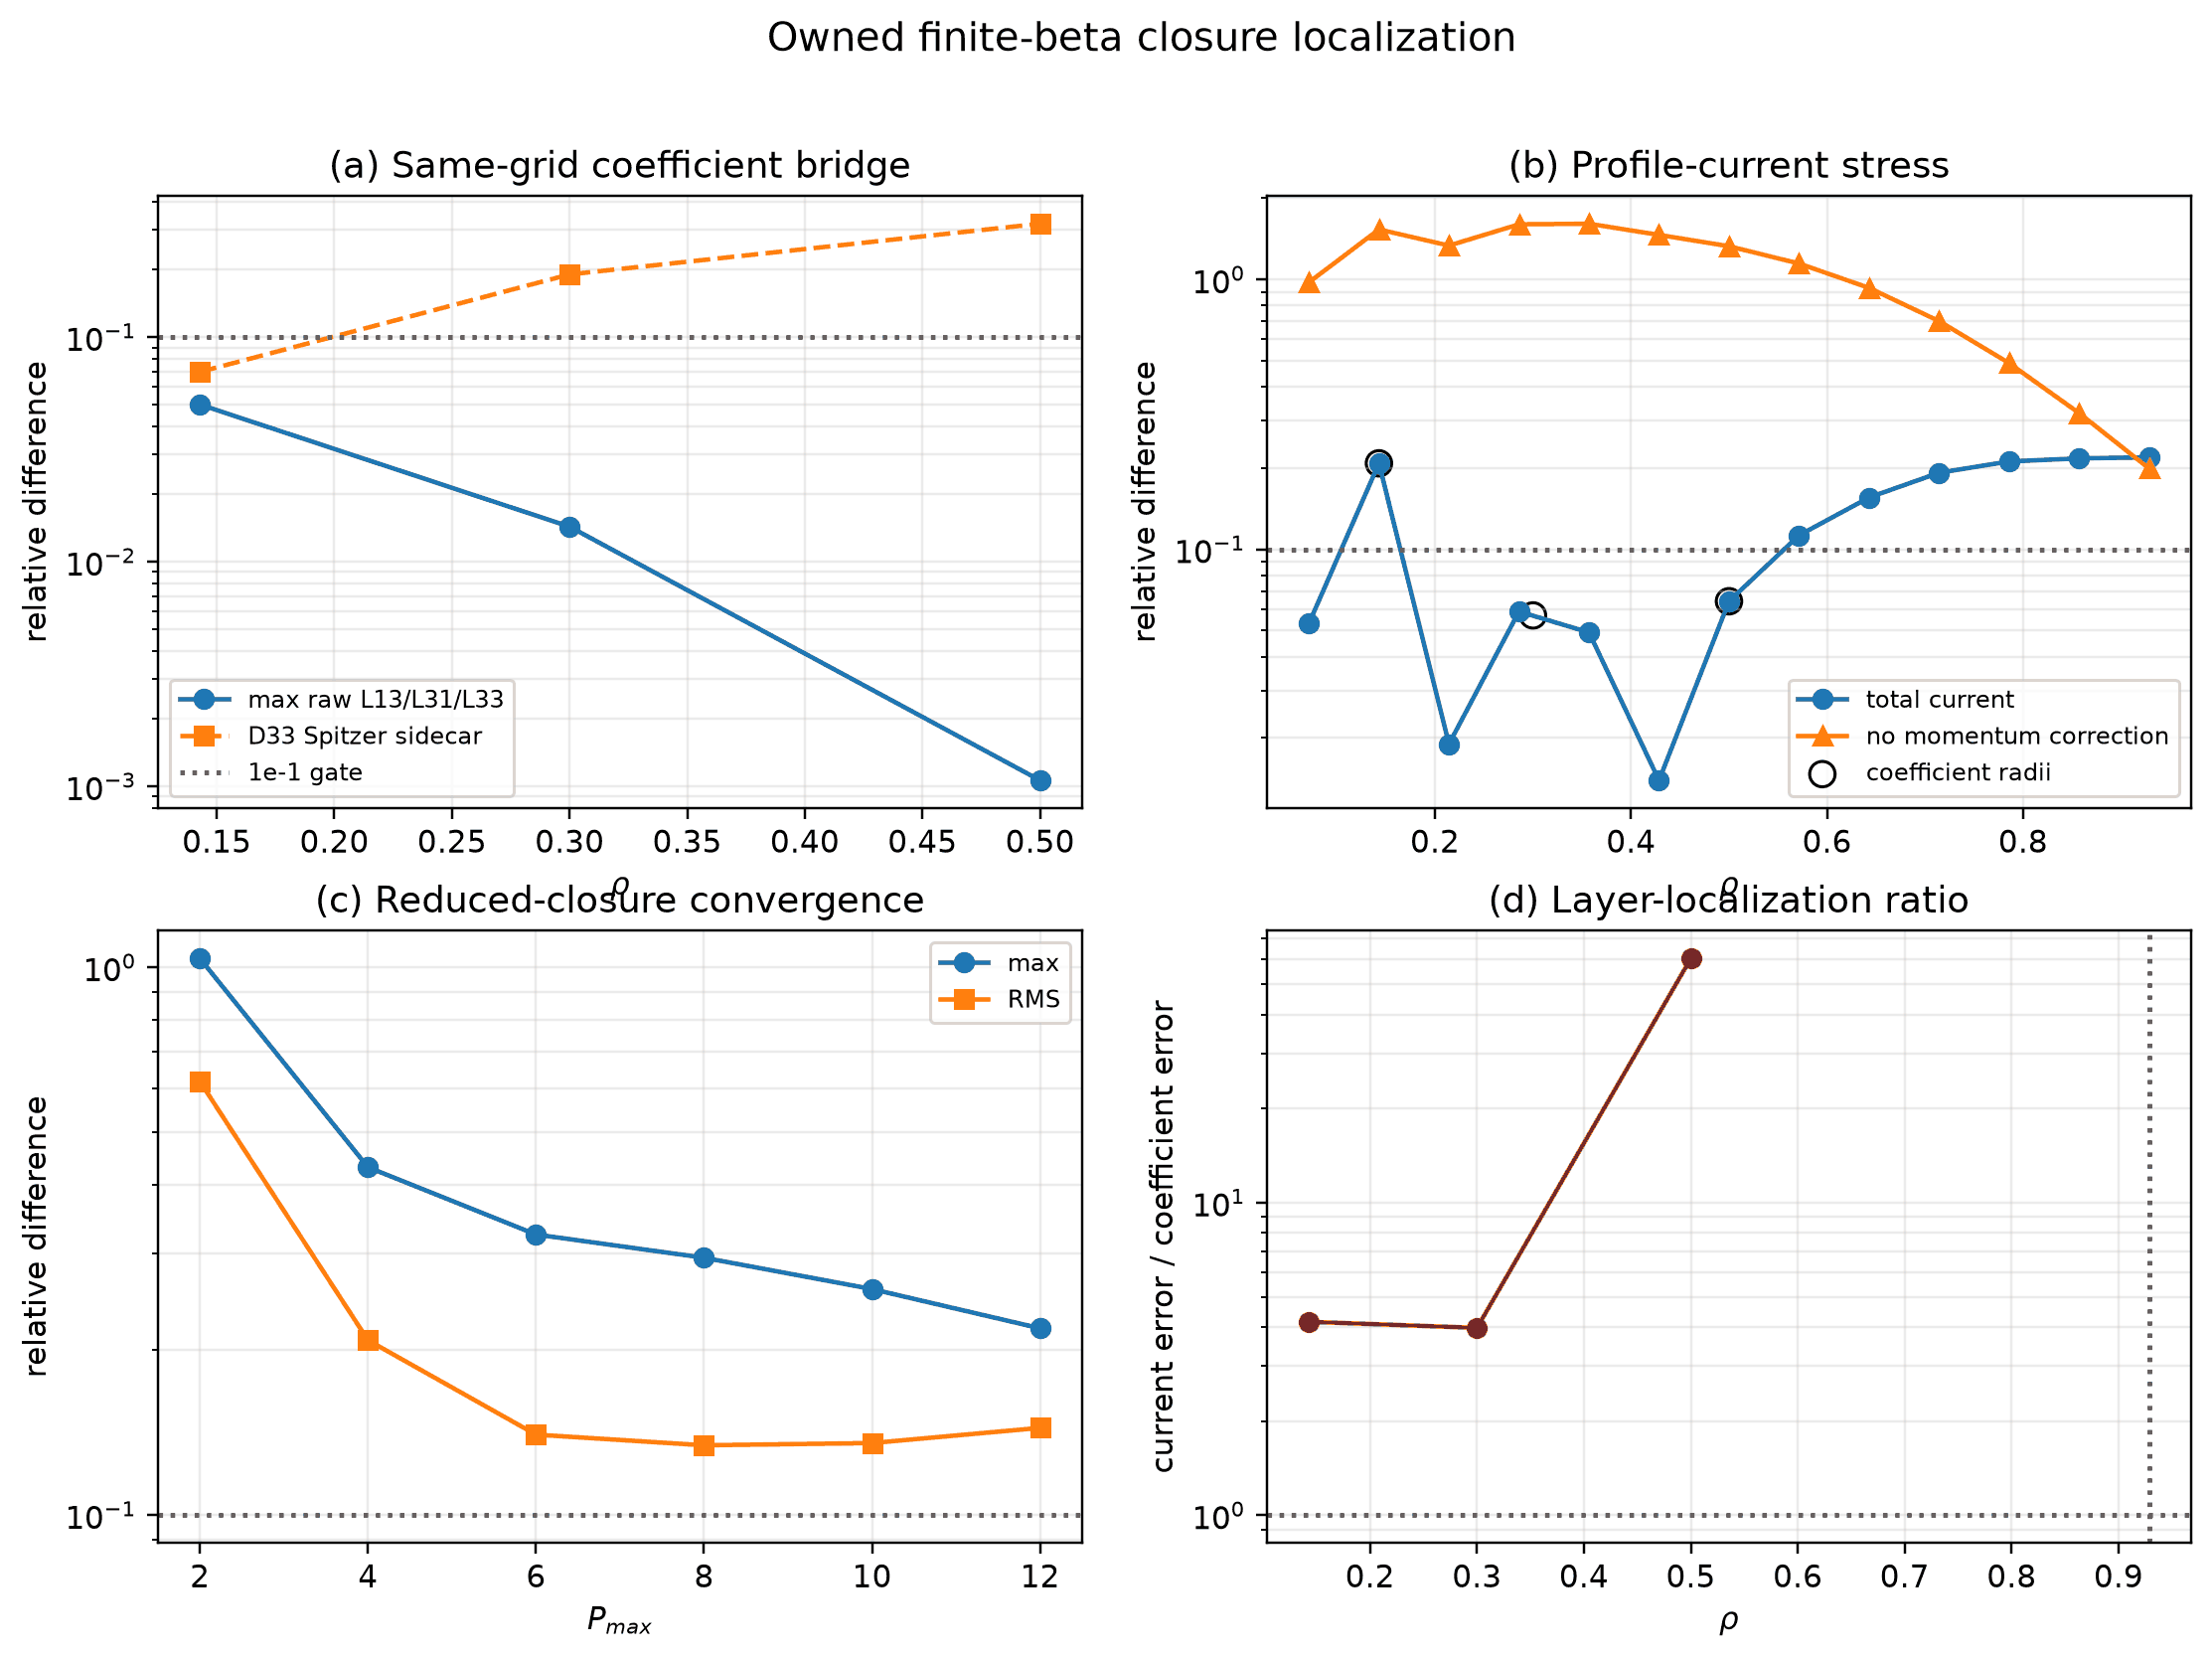 Owned finite-beta closure localization
(a) Same-grid coefficient bridge
relative difference
10⁻¹
10⁻²
10⁻³
max raw L13/L31/L33
D33 Spitzer sidecar
1e-1 gate
0.15 0.20 0.25 0.30 0.35 0.40 0.45 0.50
ρ
(b) Profile-current stress
relative difference
10⁰
10⁻¹
total current
no momentum correction
coefficient radii
0.2 0.4 0.6 0.8
ρ
(c) Reduced-closure convergence
relative difference
10⁰
10⁻¹
max
RMS
2 4 6 8 10 12
Pₘₐₓ
(d) Layer-localization ratio
current error / coefficient error
10¹
10⁰
0.2 0.3 0.4 0.5 0.6 0.7 0.8 0.9
ρ